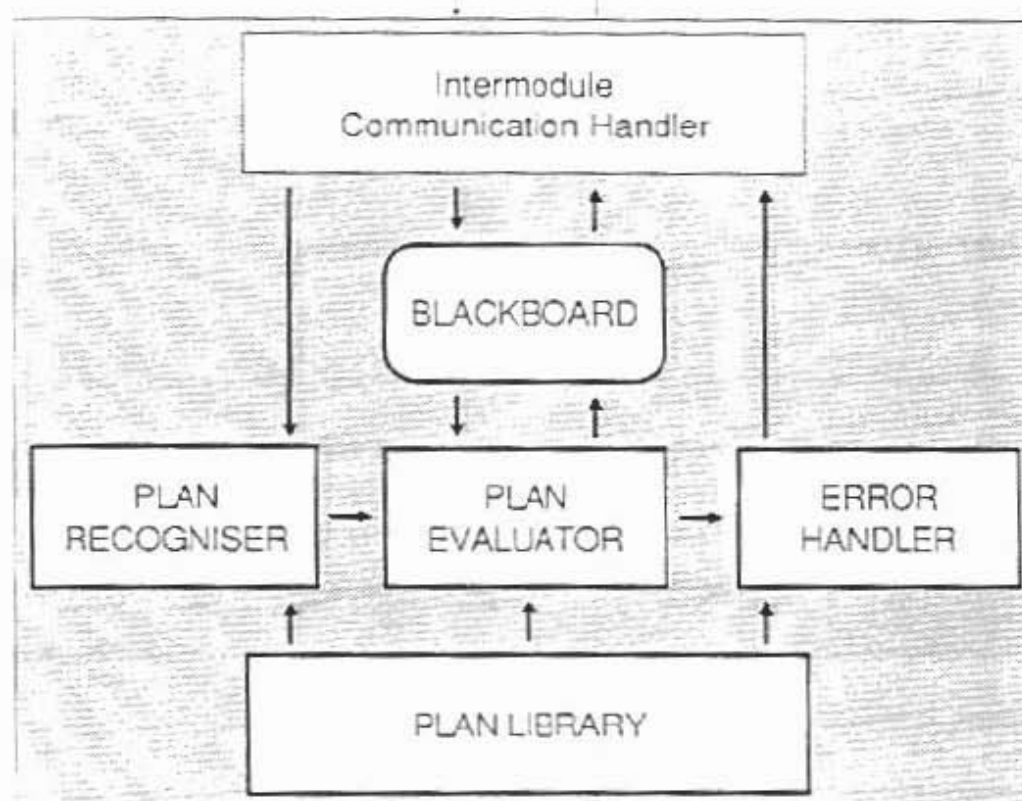 Intermodule
Communication Handler
BLACKBOARD
PLAN
RECOGNISER
PLAN
EVALUATOR
ERROR
HANDLER
PLAN LIBRARY